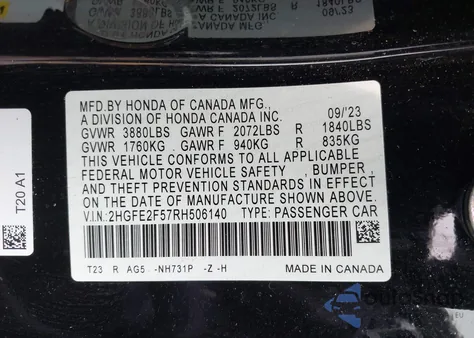 MFD.BY HONDA OF CANADA MFG.,
A DIVISION OF HONDA CANADA INC. 09/'23
GVWR 3880LBS GAWR F 2072LBS R 1840LBS
GVWR 1760KG GAWR F 940KG R 835KG
THIS VEHICLE CONFORMS TO ALL APPLICABLE
FEDERAL MOTOR VEHICLE SAFETY , BUMPER ,
AND THEFT PREVENTION STANDARDS IN EFFECT
ON THE DATE OF MANUFACTURE SHOWN ABOVE.
V.I.N: 2HGFE2F57RH506140 TYPE: PASSENGER CAR
T23 R AG5 -NH731P -Z -H MADE IN CANADA
T20 A1